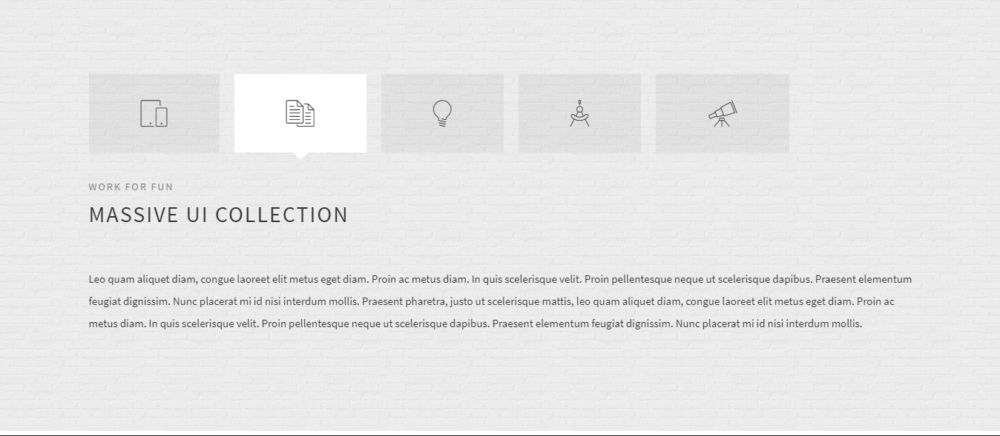 WORK FOR FUN
MASSIVE UI COLLECTION
Leo quam aliquet diam, congue laoreet elit metus eget diam. Proin ac metus diam. In quis scelerisque velit. Proin pellentesque neque ut scelerisque dapibus. Praesent elementum
feugiat dignissim. Nunc placerat mi id nisi interdum mollis. Praesent pharetra, justo ut scelerisque mattis, leo quam aliquet diam, congue laoreet elit metus eget diam. Proin ac
metus diam. In quis scelerisque velit. Proin pellentesque neque ut scelerisque dapibus. Praesent elementum feugiat dignissim. Nunc placerat mi id nisi interdum mollis.